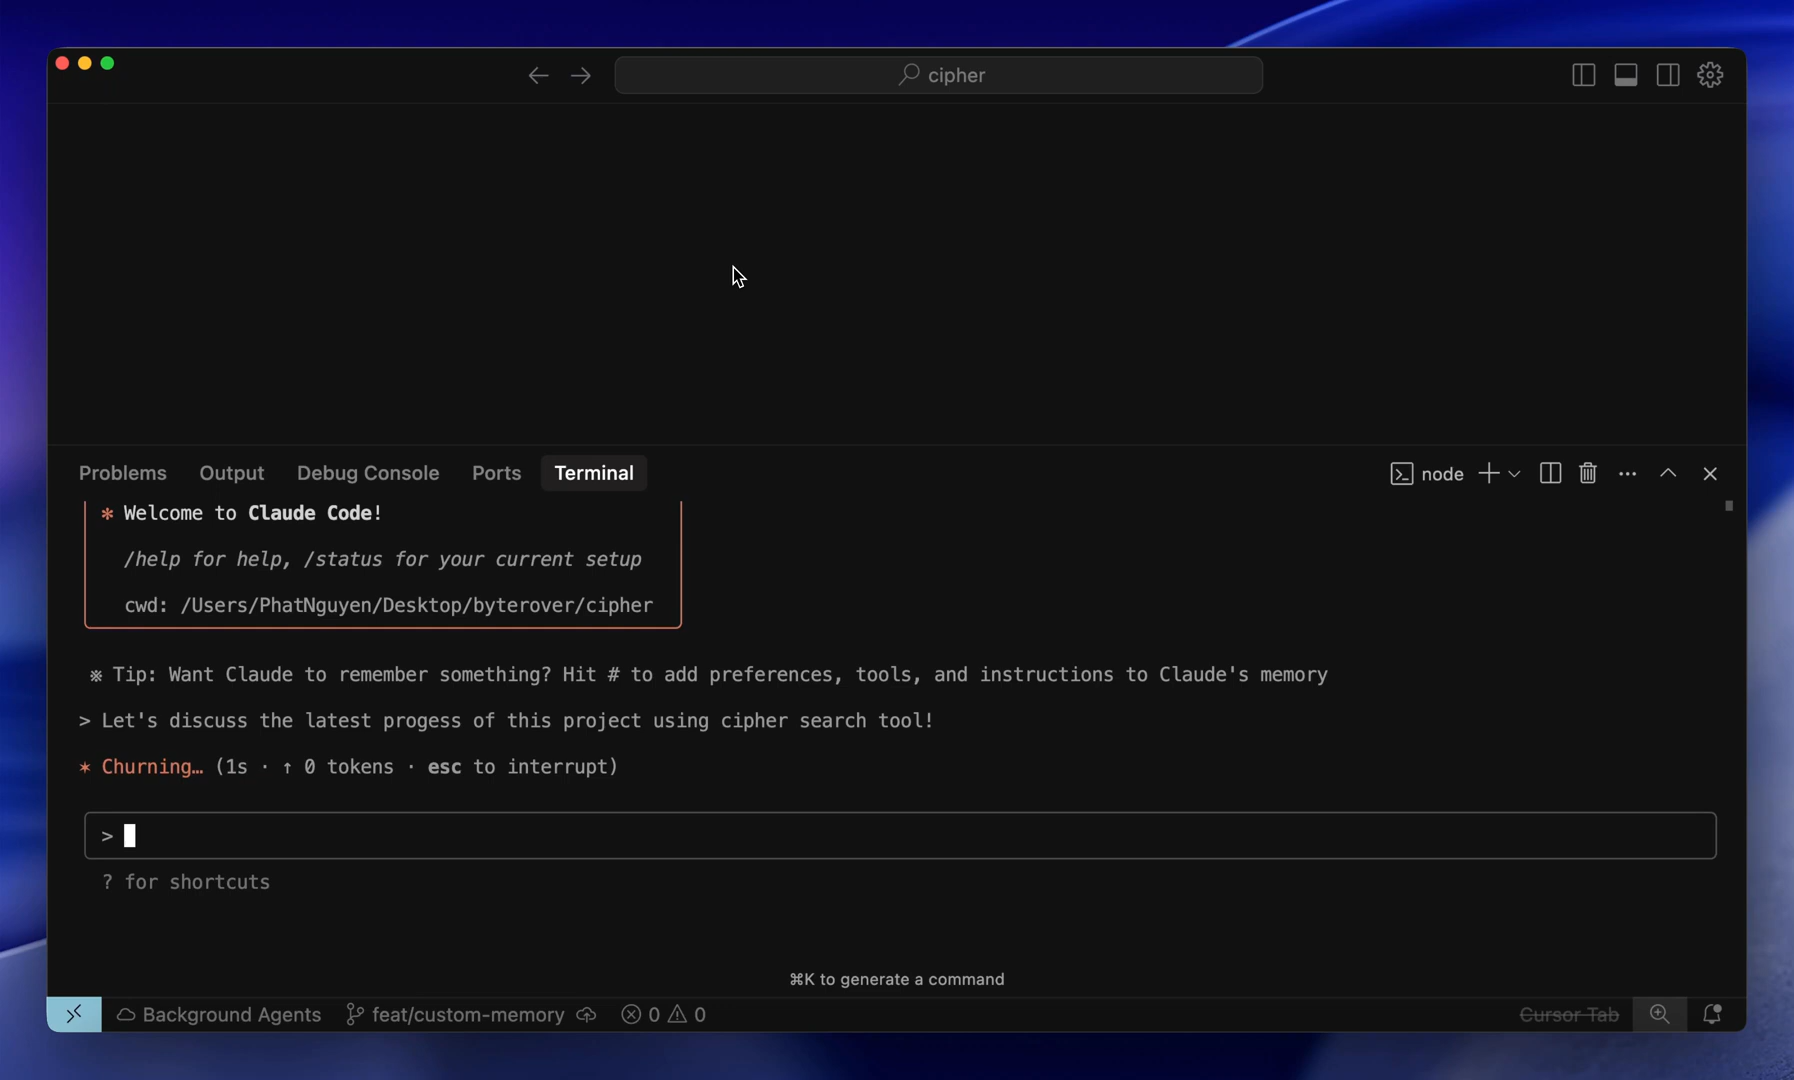 cipher
Problems Output Debug Console Ports Terminal
node
* Welcome to Claude Code!
/help for help, /status for your current setup
cwd: /Users/PhatNguyen/Desktop/byterover/cipher
※ Tip: Want Claude to remember something? Hit # to add preferences, tools, and instructions to Claude's memory
> Let's discuss the latest progess of this project using cipher search tool!
* Churning… (1s · ↑ 0 tokens · esc to interrupt)
>
? for shortcuts
⌘K to generate a command
Background Agents feat/custom-memory 0 0 Cursor Tab